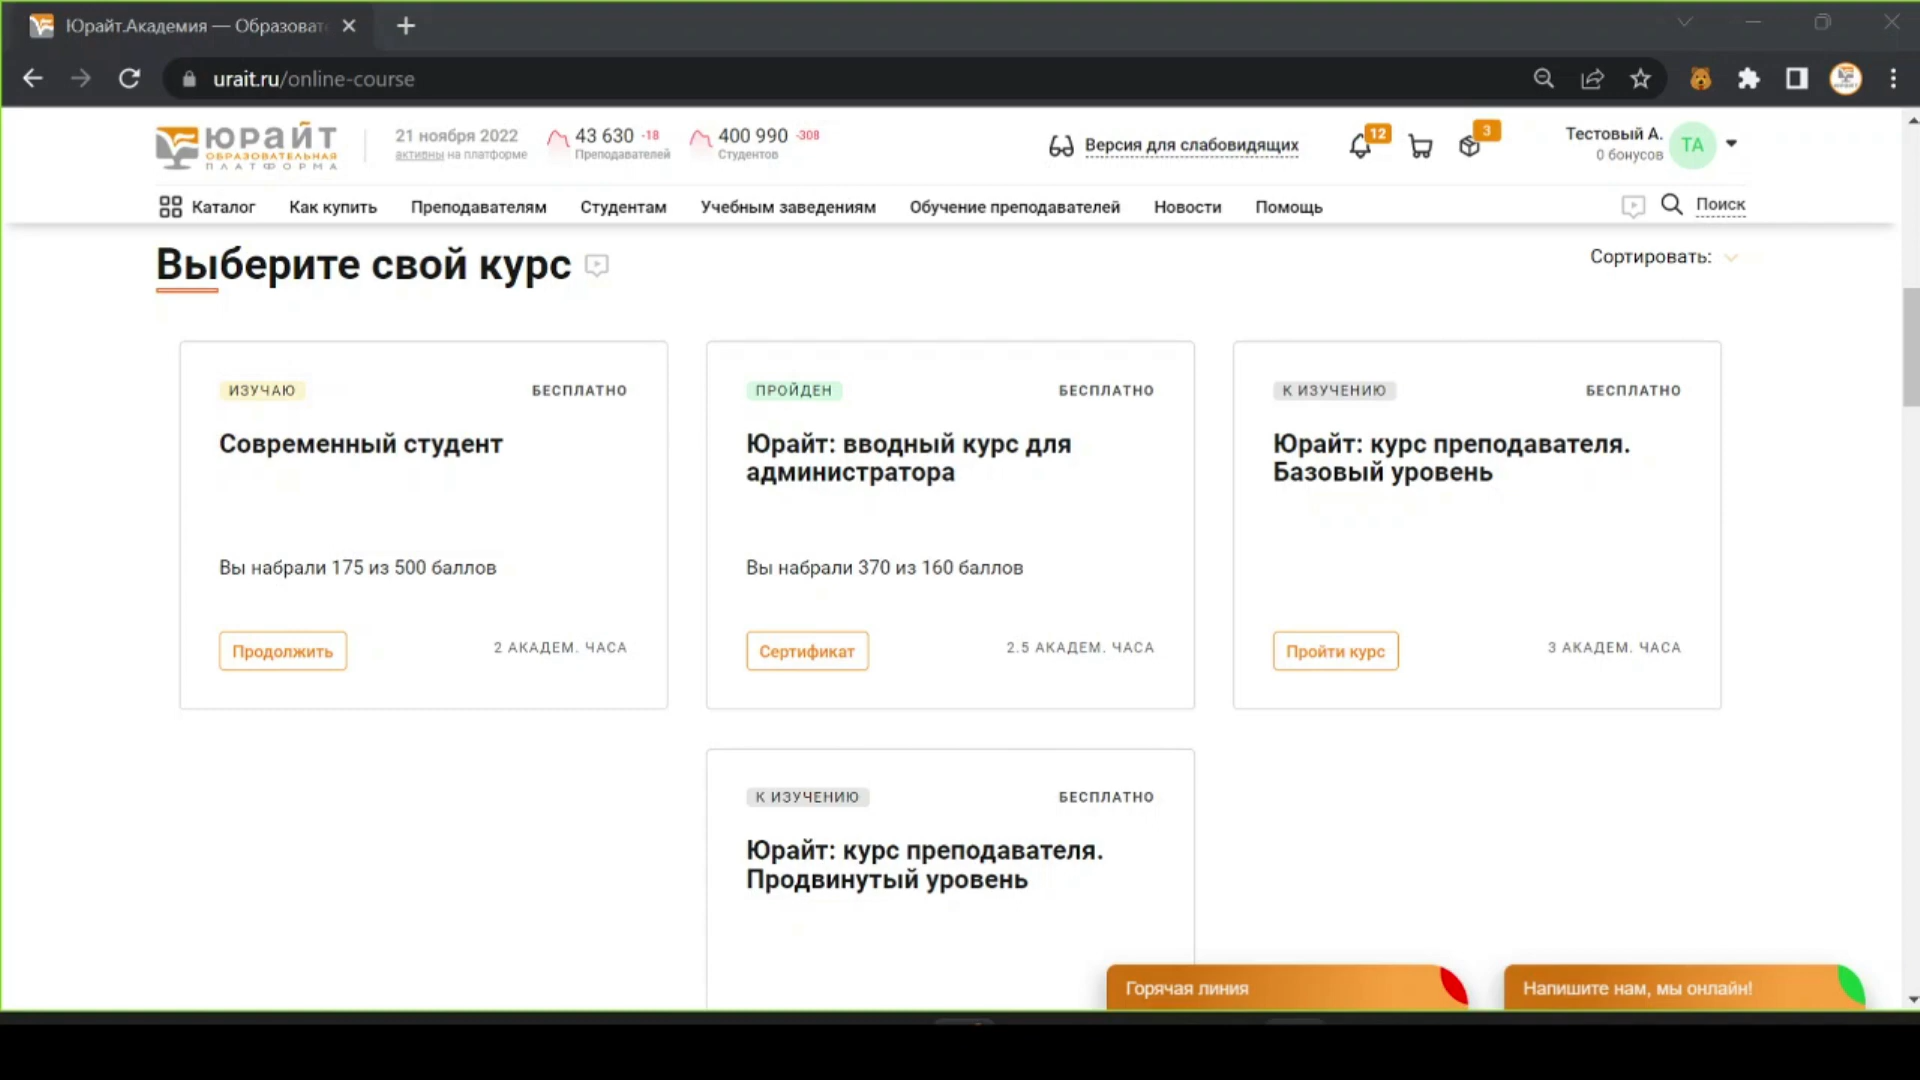 Юрайт.Академия — Образоват
urait.ru/online-course
ЮРАЙТ
ОБРАЗОВАТЕЛЬНАЯ
ПЛАТФОРМА
21 ноября 2022
активны на платформе
43 630 -18
Преподавателей
400 990 -308
Студентов
Версия для слабовидящих
12
3
Тестовый А.
0 бонусов
ТА
Каталог
Как купить
Преподавателям
Студентам
Учебным заведениям
Обучение преподавателей
Новости
Помощь
Поиск
Выберите свой курс
Сортировать:
ИЗУЧАЮ
БЕСПЛАТНО
Современный студент
Вы набрали 175 из 500 баллов
Продолжить
2 АКАДЕМ. ЧАСА
ПРОЙДЕН
БЕСПЛАТНО
Юрайт: вводный курс для
администратора
Вы набрали 370 из 160 баллов
Сертификат
2.5 АКАДЕМ. ЧАСА
К ИЗУЧЕНИЮ
БЕСПЛАТНО
Юрайт: курс преподавателя.
Базовый уровень
Пройти курс
3 АКАДЕМ. ЧАСА
К ИЗУЧЕНИЮ
БЕСПЛАТНО
Юрайт: курс преподавателя.
Продвинутый уровень
Горячая линия
Напишите нам, мы онлайн!